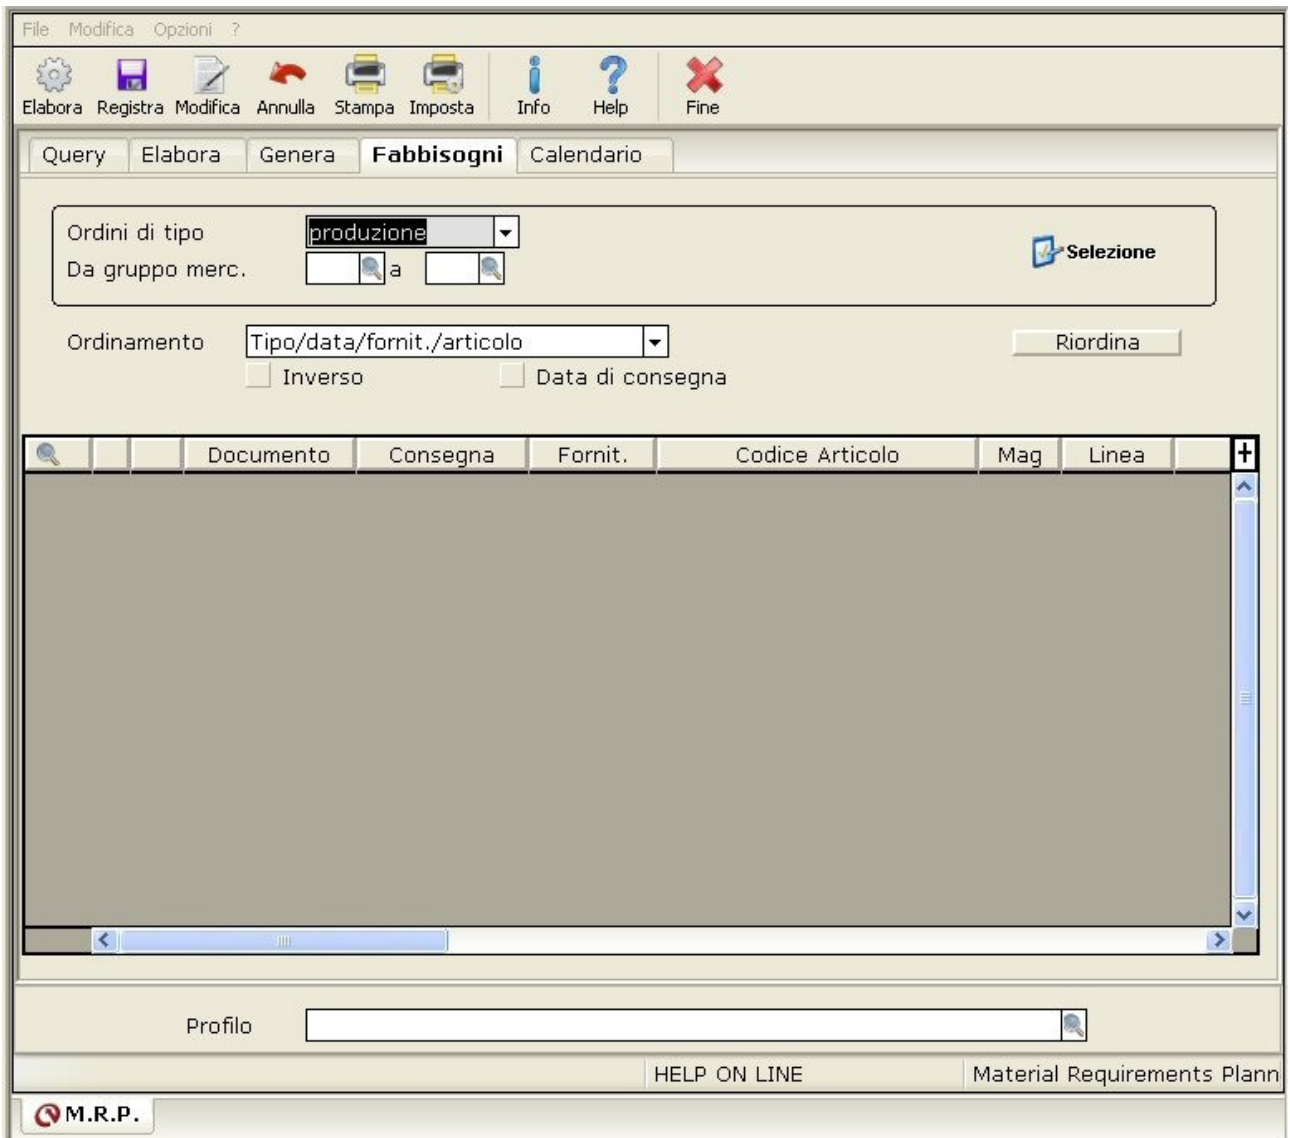 File Modifica Opzioni ?
Elabora Registra Modifica Annulla Stampa Imposta Info Help Fine
Query Elabora Genera Fabbisogni Calendario
Ordini di tipo produzione
Selezione
Da gruppo merc. a
Ordinamento Tipo/data/fornit./articolo Riordina
Inverso Data di consegna
Documento Consegna Fornit. Codice Articolo Mag Linea
Profilo
HELP ON LINE Material Requirements Plann
M.R.P.